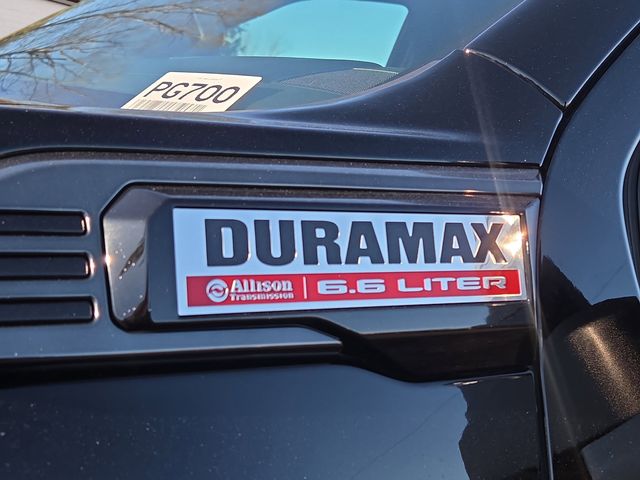 PG700
DURAMAX
Allison
Transmission
6.6 LITER